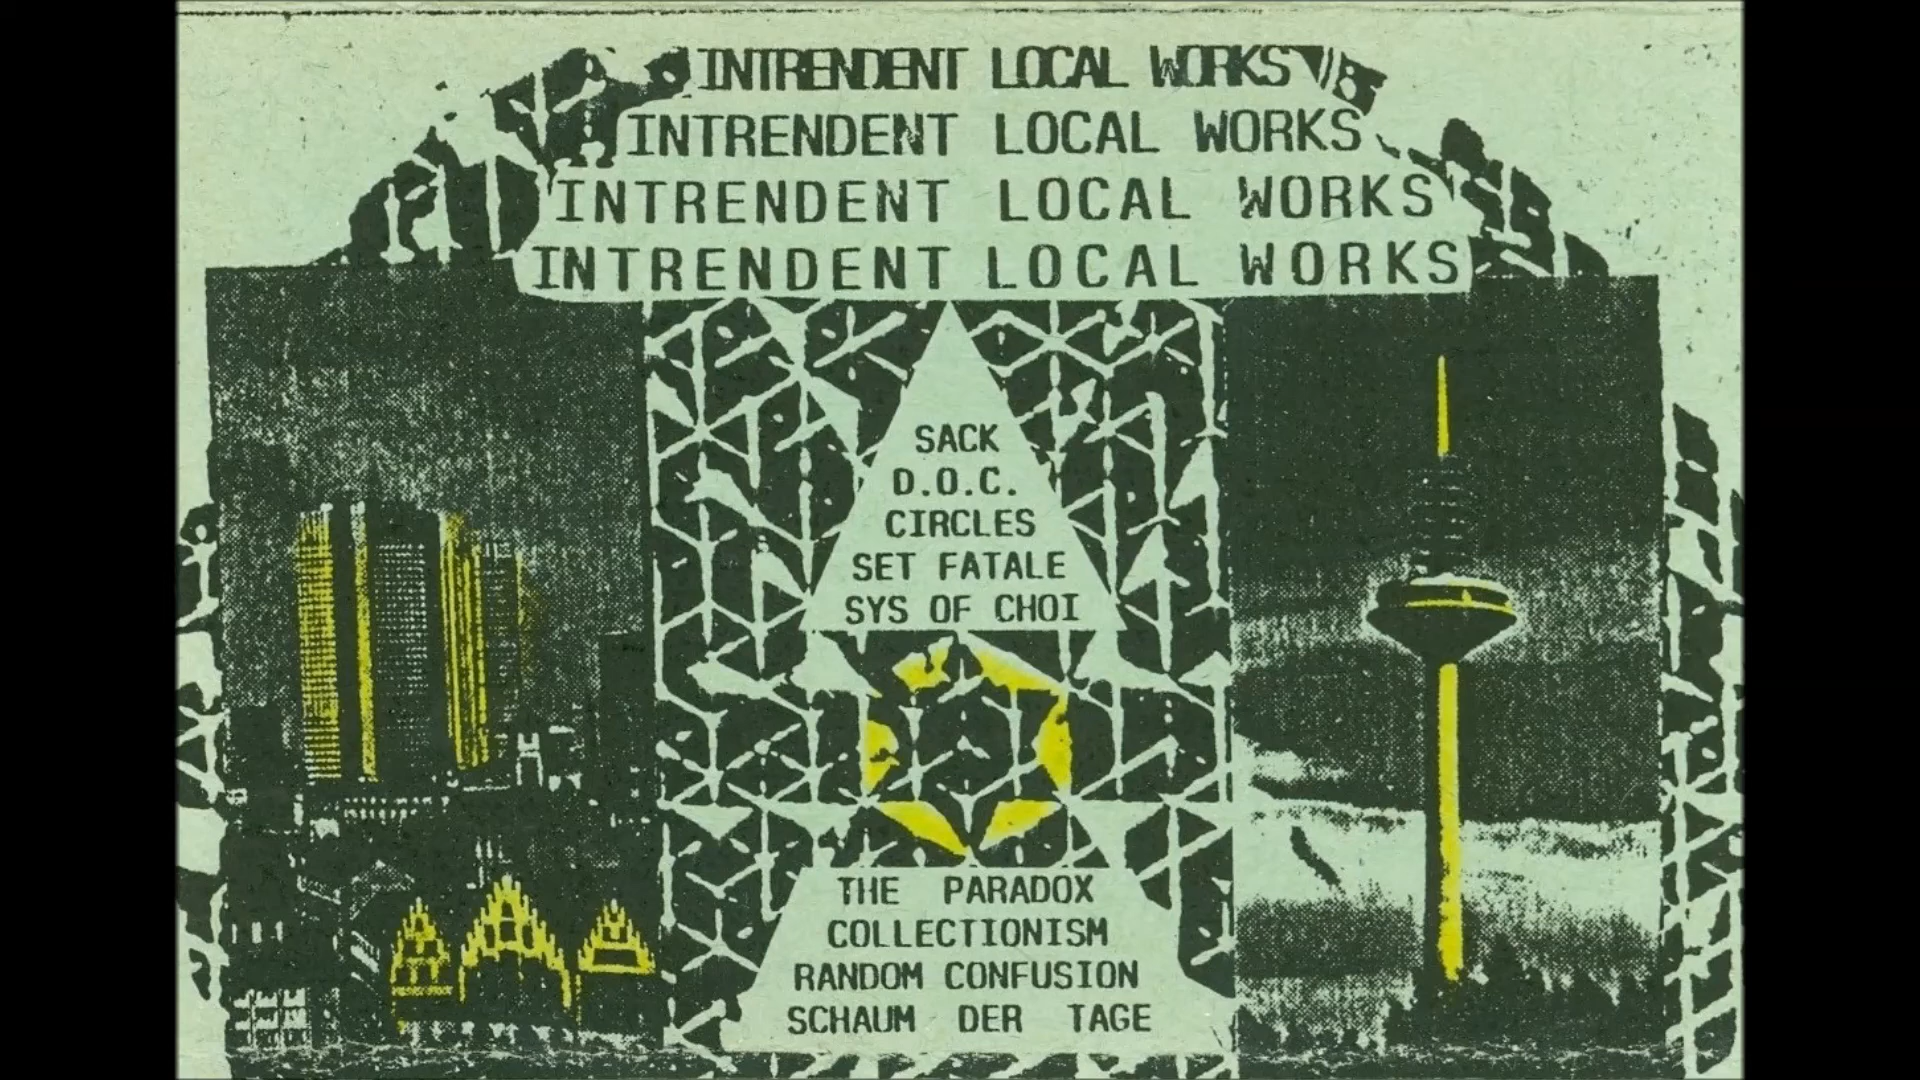 INTRENDENT LOCAL WORKS
INTRENDENT LOCAL WORKS
INTRENDENT LOCAL WORKS
INTRENDENT LOCAL WORKS
SACK
D.O.C.
CIRCLES
SET FATALE
SYS OF CHOI
THE PARADOX
COLLECTIONISM
RANDOM CONFUSION
SCHAUM DER TAGE